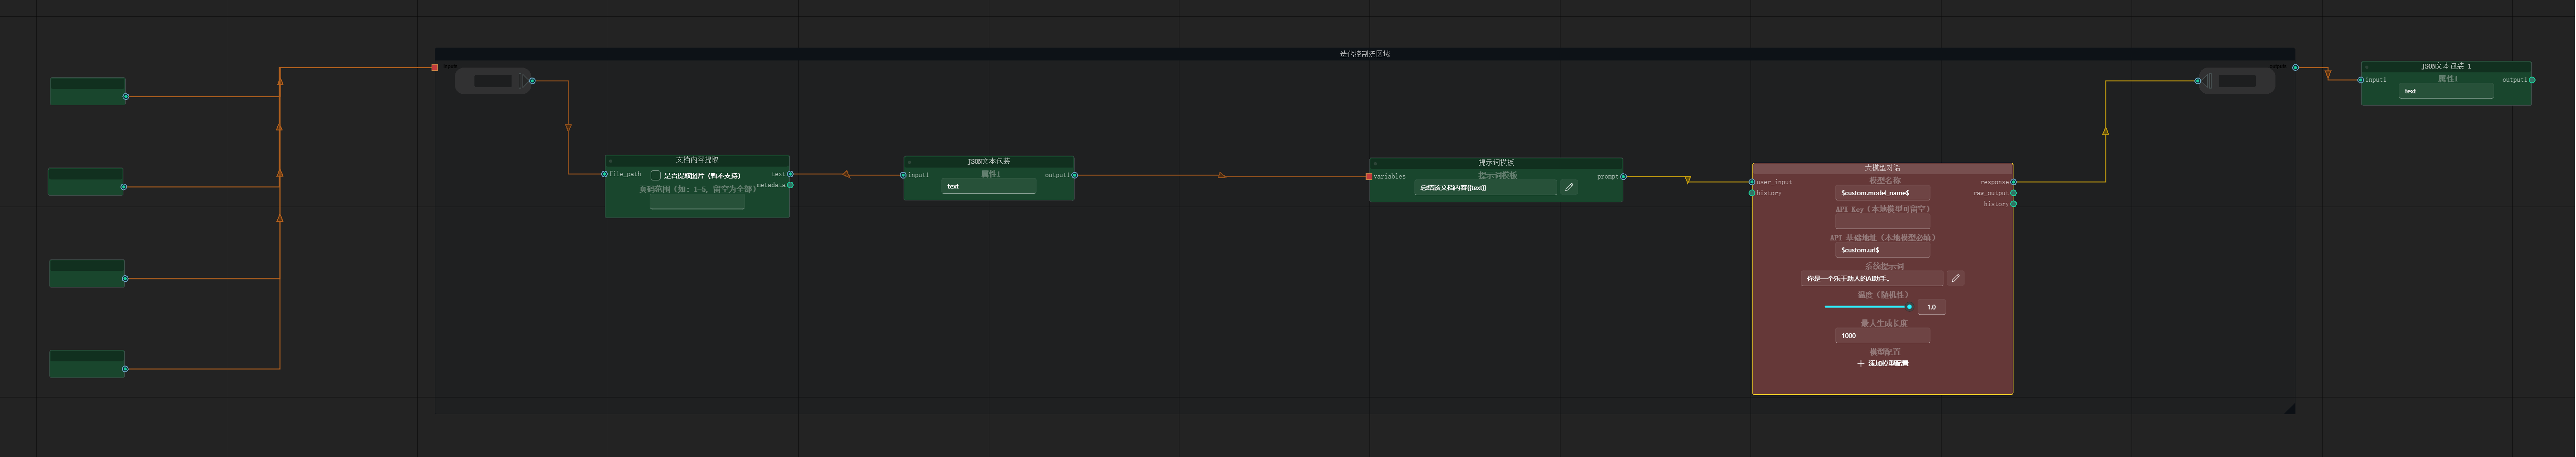 迭代控制流区域
文档内容提取
file_path
是否提取图片（暂不支持）
text
metadata
页码范围（如: 1-5, 留空为全部）
JSON文本包装
input1
属性1
output1
text
提示词模板
variables
提示词模板
prompt
总结该文档内容{{text}}
大模型对话
user_input
模型名称
response
history
$custom.model_name$
raw_output
history
API Key（本地模型可留空）
API 基础地址（本地模型必填）
$custom.url$
系统提示词
你是一个乐于助人的AI助手。
温度（随机性）
1.0
最大生成长度
1000
模型配置
添加模型配置
JSON文本包装 1
input1
属性1
output1
text